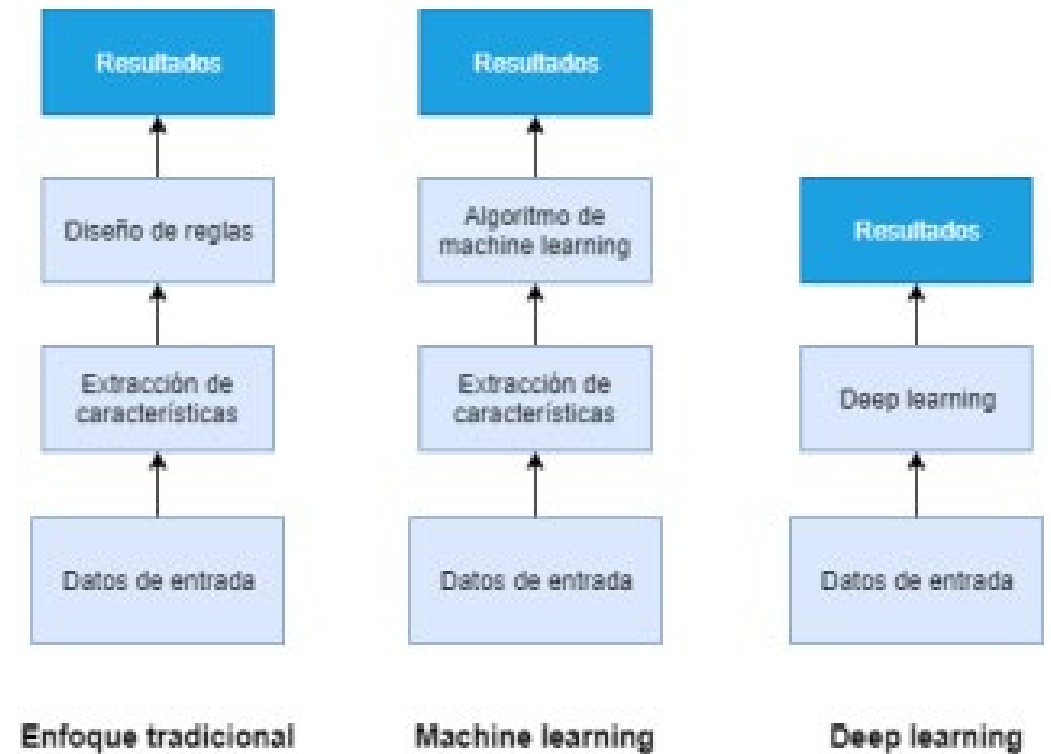 Resultados
Diseño de reglas
Extracción de
características
Datos de entrada
Enfoque tradicional
Resultados
Algoritmo de
machine learning
Extracción de
características
Datos de entrada
Machine learning
Resultados
Deep learning
Datos de entrada
Deep learning